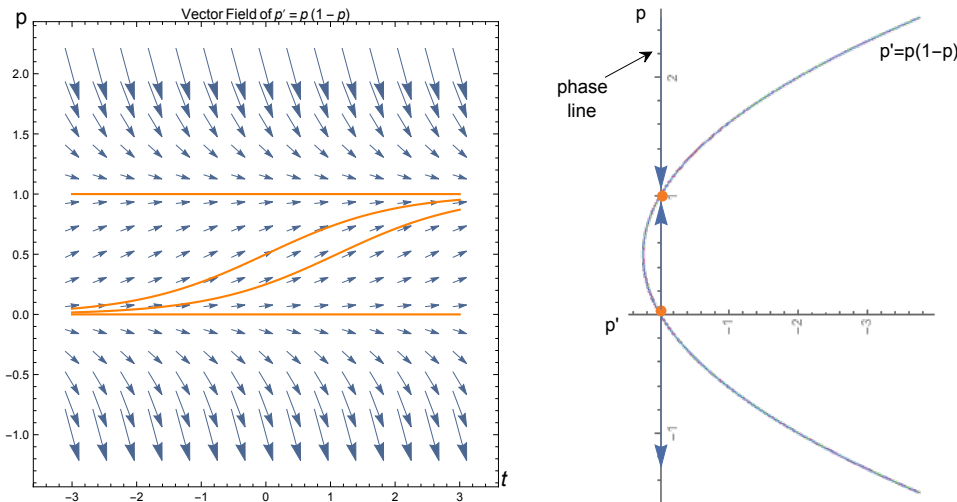 Vector Field of p′ = p (1 − p)
p
2.0
1.5
1.0
0.5
0.0
−0.5
−1.0
−3
−2
−1
0
1
2
3
t
p
p'=p(1-p)
phase
line
2
1
p'
-1
-2
-3
-1